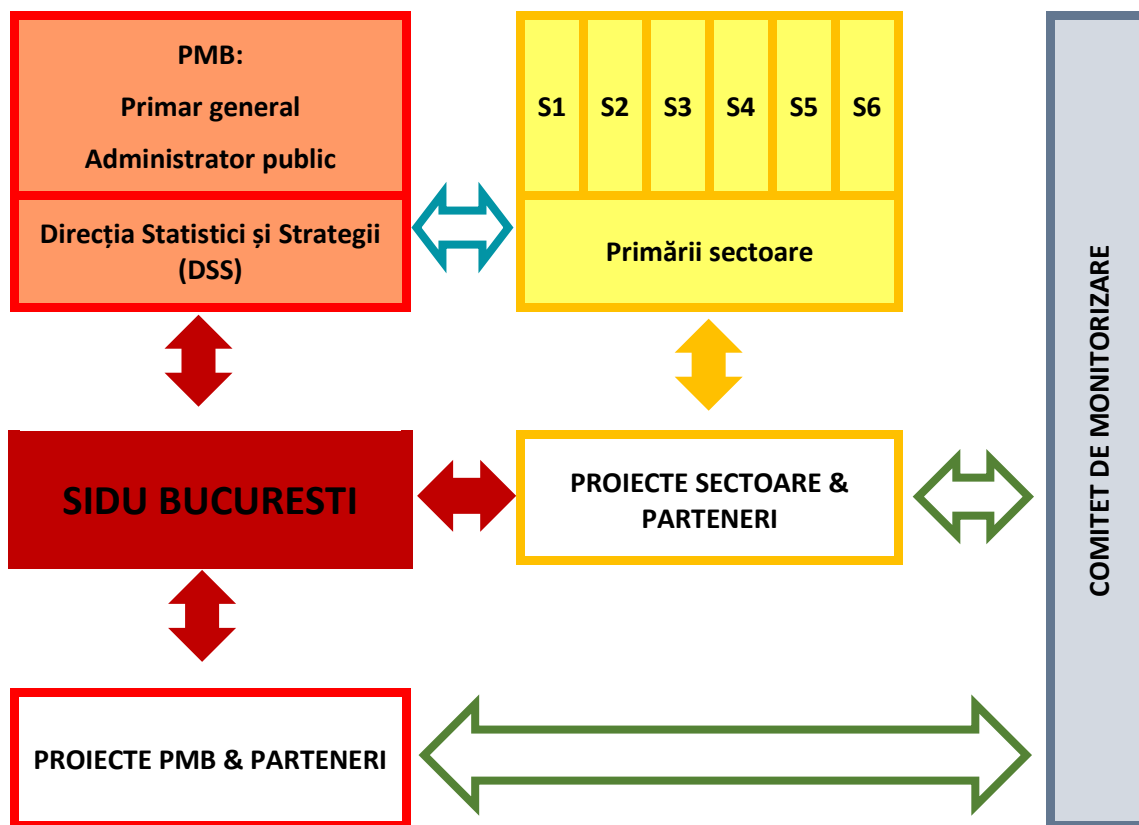 PMB:
Primar general
Administrator public
Direcția Statistici și Strategii
(DSS)
S1
S2
S3
S4
S5
S6
Primării sectoare
SIDU BUCURESTI
PROIECTE SECTOARE &
PARTENERI
PROIECTE PMB & PARTENERI
COMITET DE MONITORIZARE